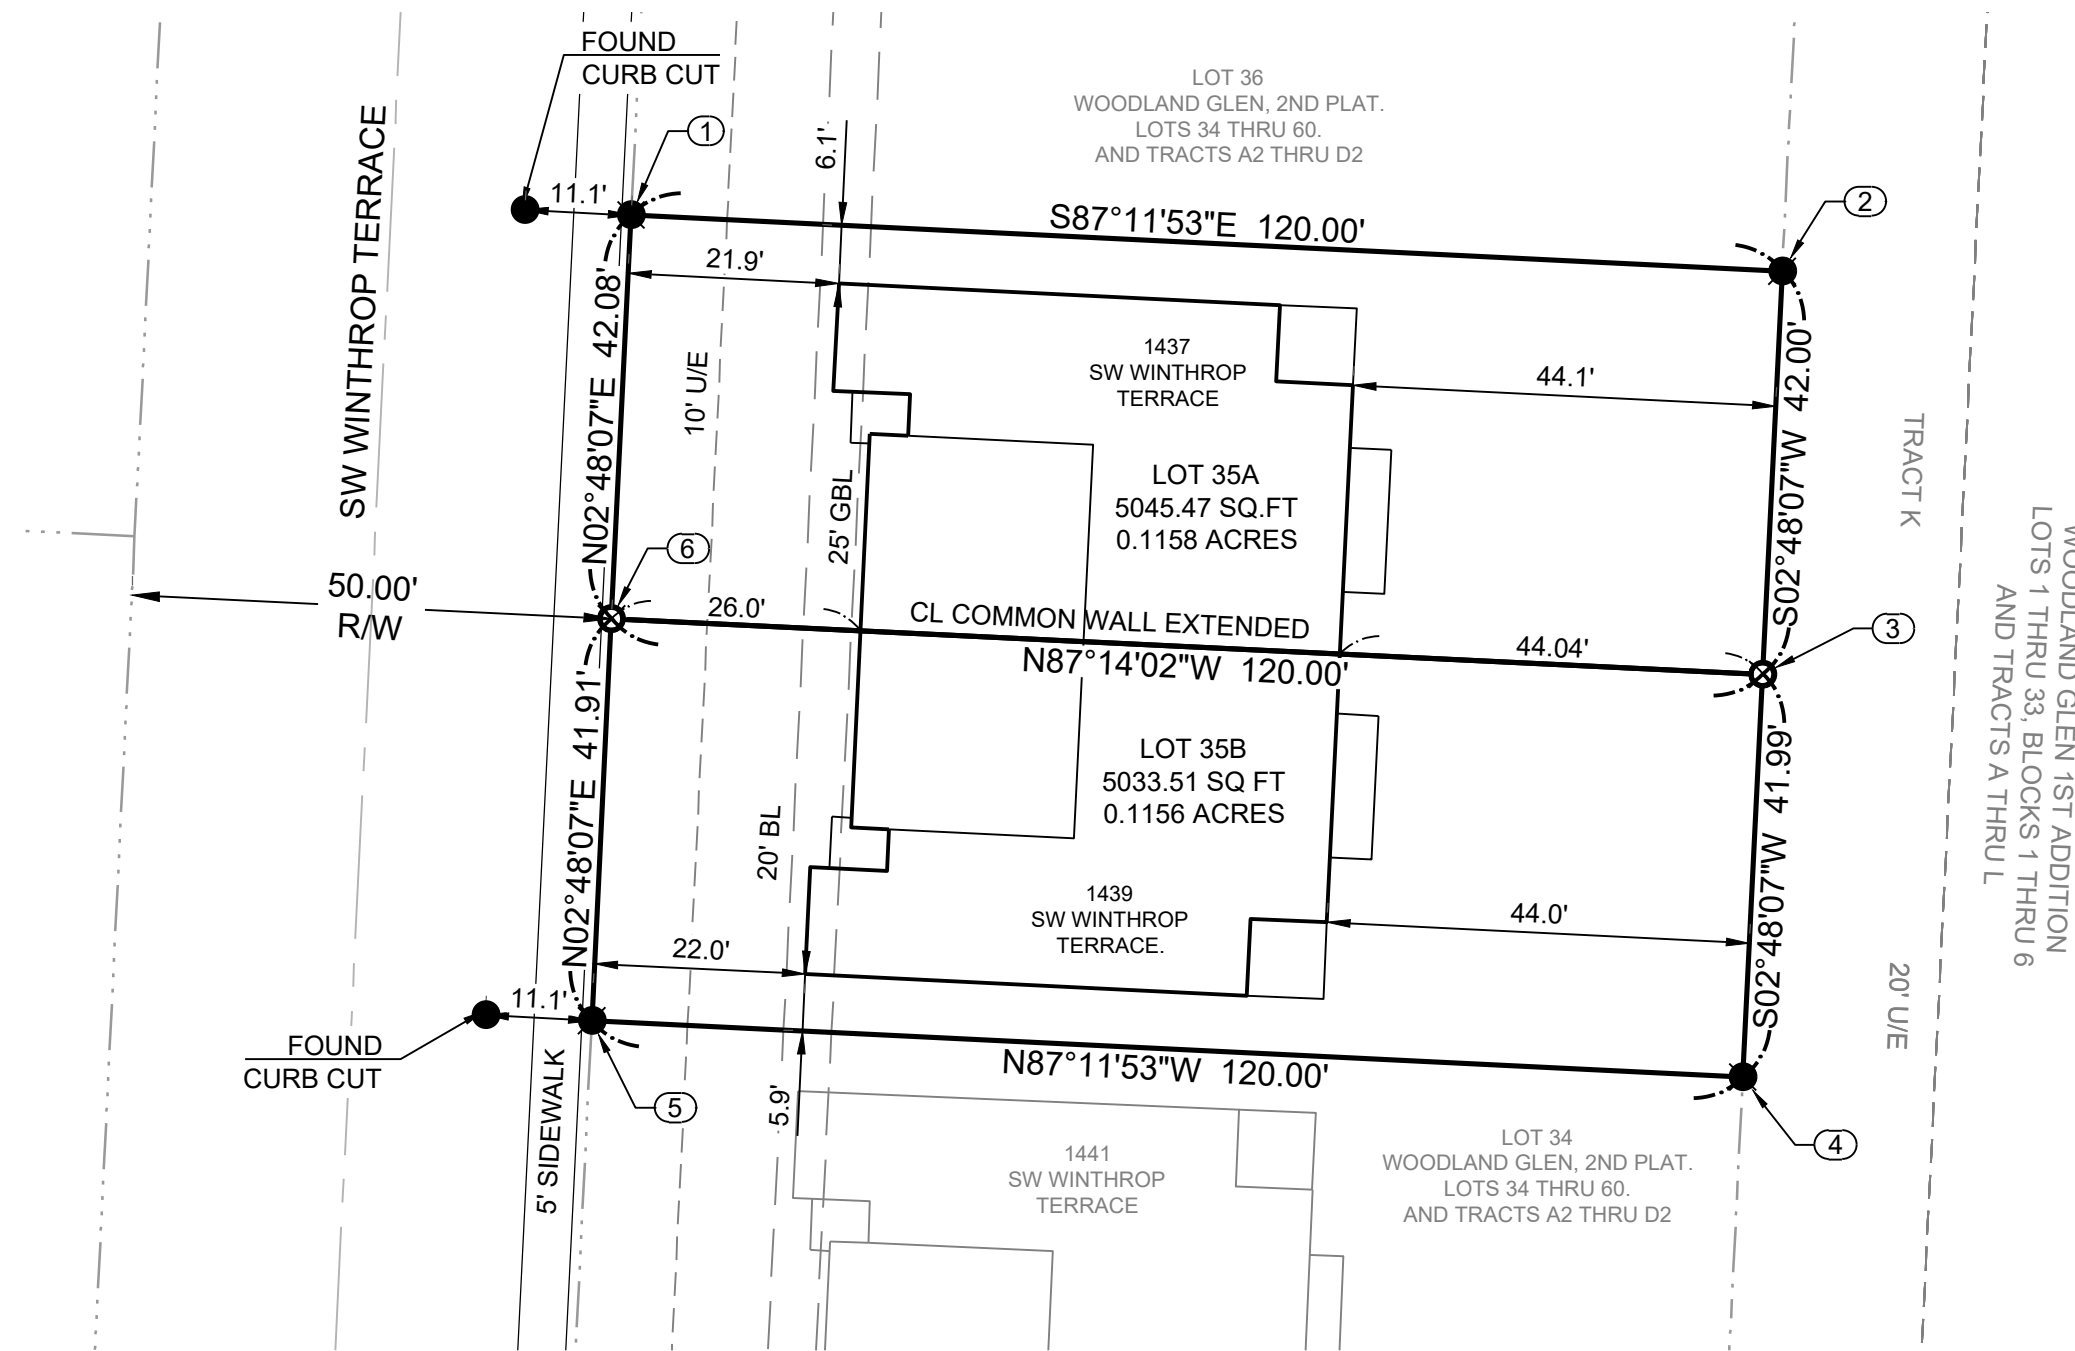 FOUND
CURB CUT
LOT 36
WOODLAND GLEN, 2ND PLAT.
LOTS 34 THRU 60.
AND TRACTS A2 THRU D2
1
6.1'
11.1'
2
S87°11'53"E 120.00'
SW WINTHROP TERRACE
21.9'
N02°48'07"E 42.08'
10' U/E
1437
SW WINTHROP
TERRACE
44.1'
S02°48'07"W 42.00'
TRACT K
LOT 35A
5045.47 SQ.FT
0.1158 ACRES
25' GBL
6
50.00'
R/W
26.0'
CL COMMON WALL EXTENDED
N87°14'02"W 120.00'
44.04'
3
WOODLAND GLEN 1ST ADDITION
LOTS 1 THRU 33, BLOCKS 1 THRU 6
AND TRACTS A THRU L
N02°48'07"E 41.91'
LOT 35B
5033.51 SQ FT
0.1156 ACRES
S02°48'07"W 41.99'
20' BL
1439
SW WINTHROP
TERRACE.
44.0'
22.0'
20' U/E
11.1'
FOUND
CURB CUT
N87°11'53"W 120.00'
5' SIDEWALK
5
5.9'
4
1441
SW WINTHROP
TERRACE
LOT 34
WOODLAND GLEN, 2ND PLAT.
LOTS 34 THRU 60.
AND TRACTS A2 THRU D2